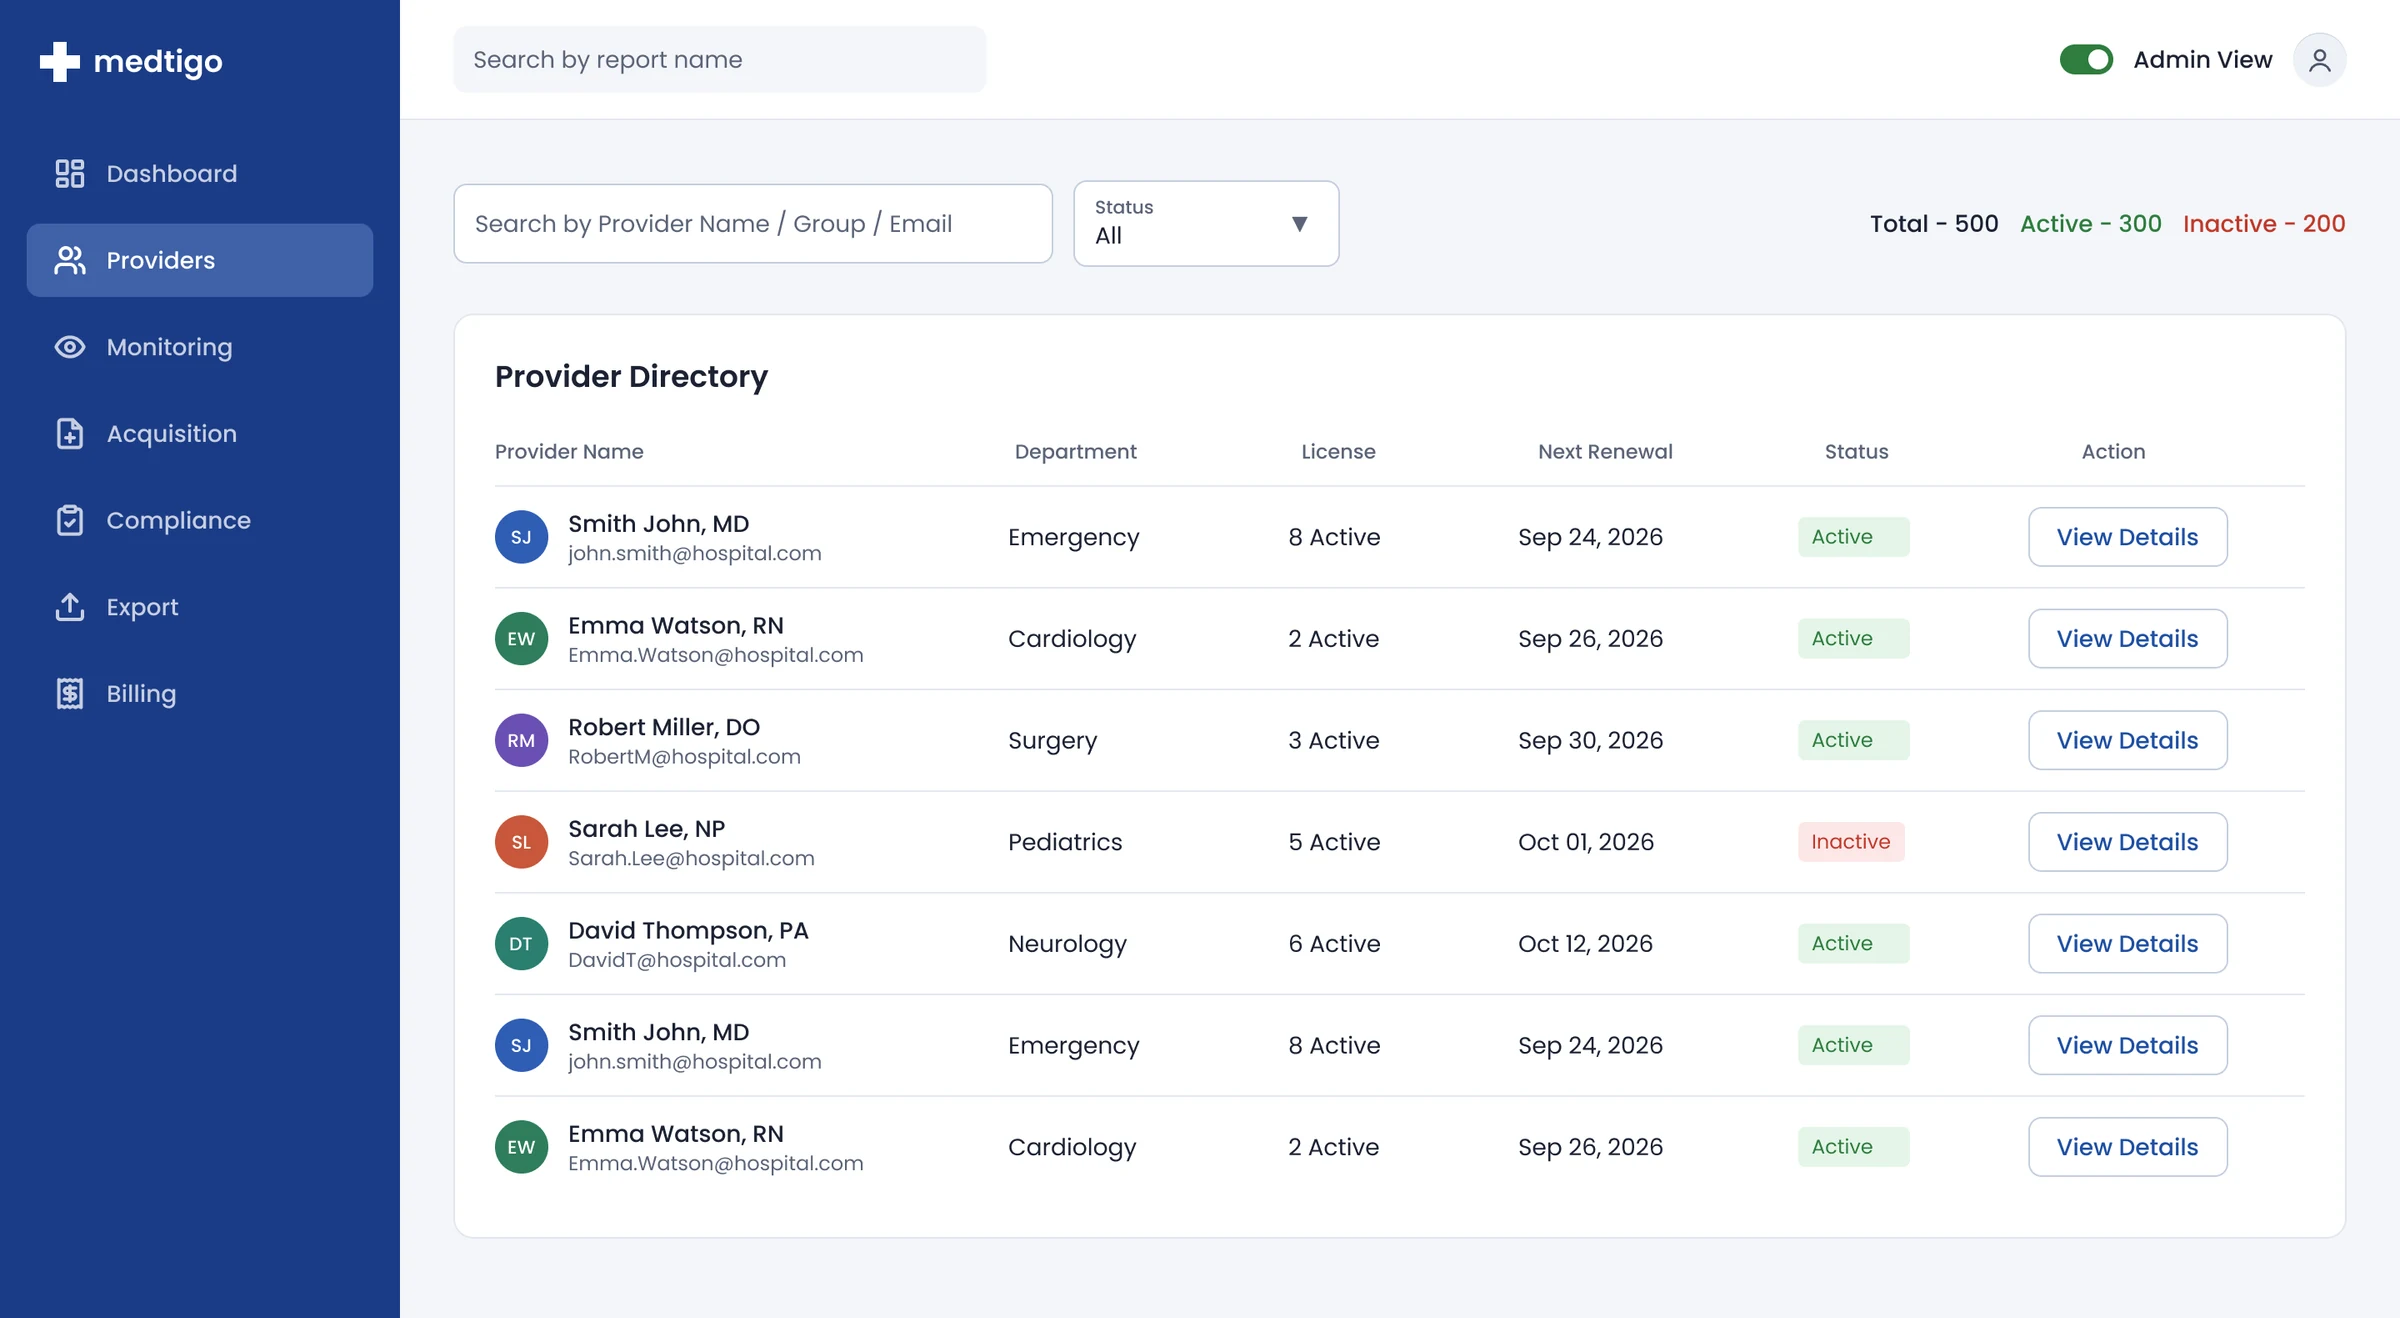 medtigo
Search by report name
Admin View
Dashboard
Providers
Monitoring
Acquisition
Compliance
Export
Billing
Search by Provider Name / Group / Email
Status
All
Total - 500 Active - 300 Inactive - 200
Provider Directory
Provider Name Department License Next Renewal Status Action
SJ Smith John, MD
john.smith@hospital.com
Emergency 8 Active Sep 24, 2026 Active View Details
EW Emma Watson, RN
Emma.Watson@hospital.com
Cardiology 2 Active Sep 26, 2026 Active View Details
RM Robert Miller, DO
RobertM@hospital.com
Surgery 3 Active Sep 30, 2026 Active View Details
SL Sarah Lee, NP
Sarah.Lee@hospital.com
Pediatrics 5 Active Oct 01, 2026 Inactive View Details
DT David Thompson, PA
DavidT@hospital.com
Neurology 6 Active Oct 12, 2026 Active View Details
SJ Smith John, MD
john.smith@hospital.com
Emergency 8 Active Sep 24, 2026 Active View Details
EW Emma Watson, RN
Emma.Watson@hospital.com
Cardiology 2 Active Sep 26, 2026 Active View Details